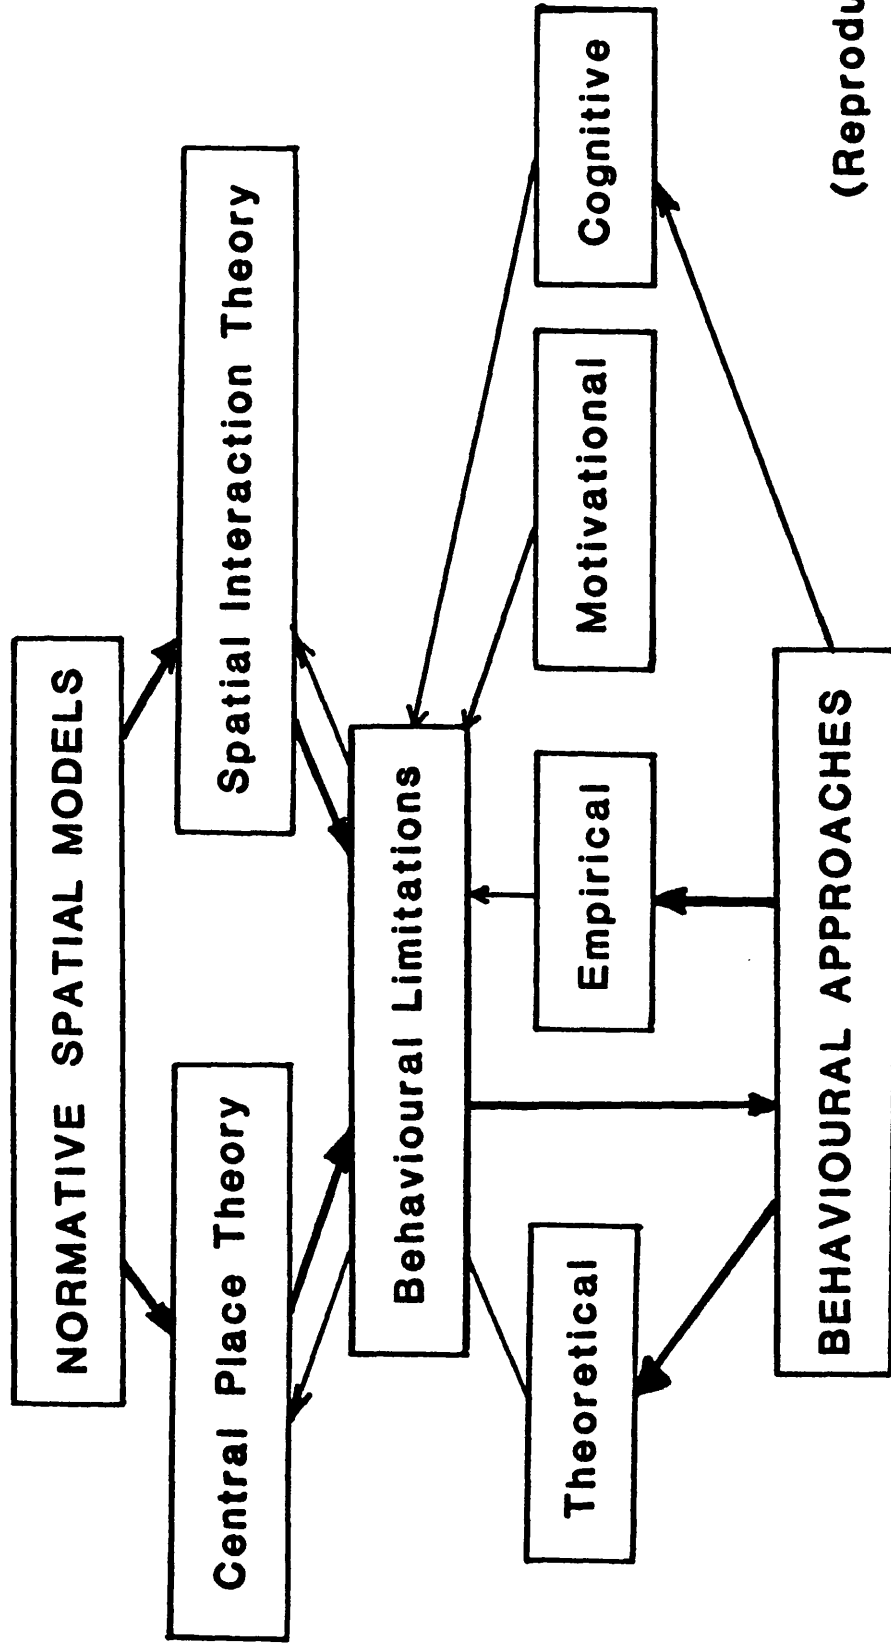 NORMATIVE SPATIAL MODELS
Central Place Theory
Spatial Interaction Theory
Behavioural Limitations
Theoretical
Empirical
Motivational
Cognitive
BEHAVIOURAL APPROACHES